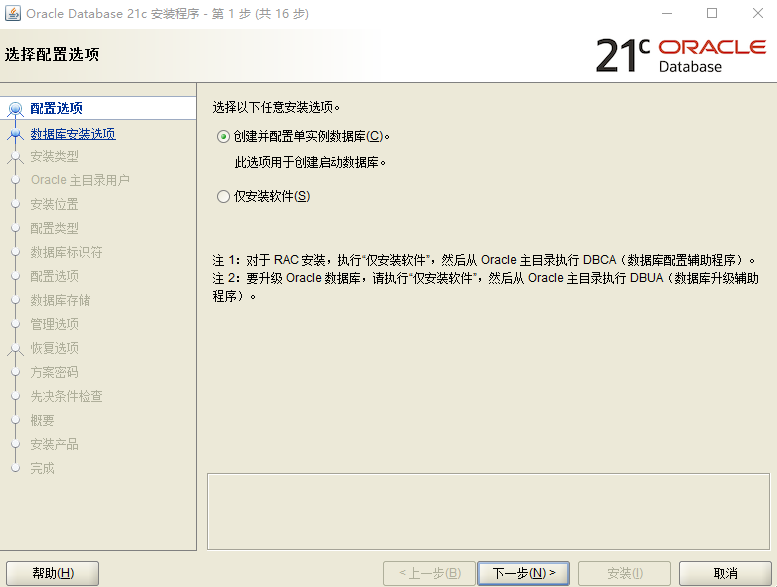 Oracle Database 21c 安装程序 - 第 1 步 (共 16 步)
选择配置选项
21c ORACLE
Database
配置选项
数据库安装选项
安装类型
Oracle 主目录用户
安装位置
配置类型
数据库标识符
配置选项
数据库存储
管理选项
恢复选项
方案密码
先决条件检查
概要
安装产品
完成
选择以下任意安装选项。
创建并配置单实例数据库(C)。
此选项用于创建启动数据库。
仅安装软件(S)
注 1：对于 RAC 安装，执行“仅安装软件”，然后从 Oracle 主目录执行 DBCA（数据库配置辅助程序）。
注 2：要升级 Oracle 数据库，请执行“仅安装软件”，然后从 Oracle 主目录执行 DBUA（数据库升级辅助
程序）。
帮助(H)
< 上一步(B)
下一步(N) >
安装(I)
取消